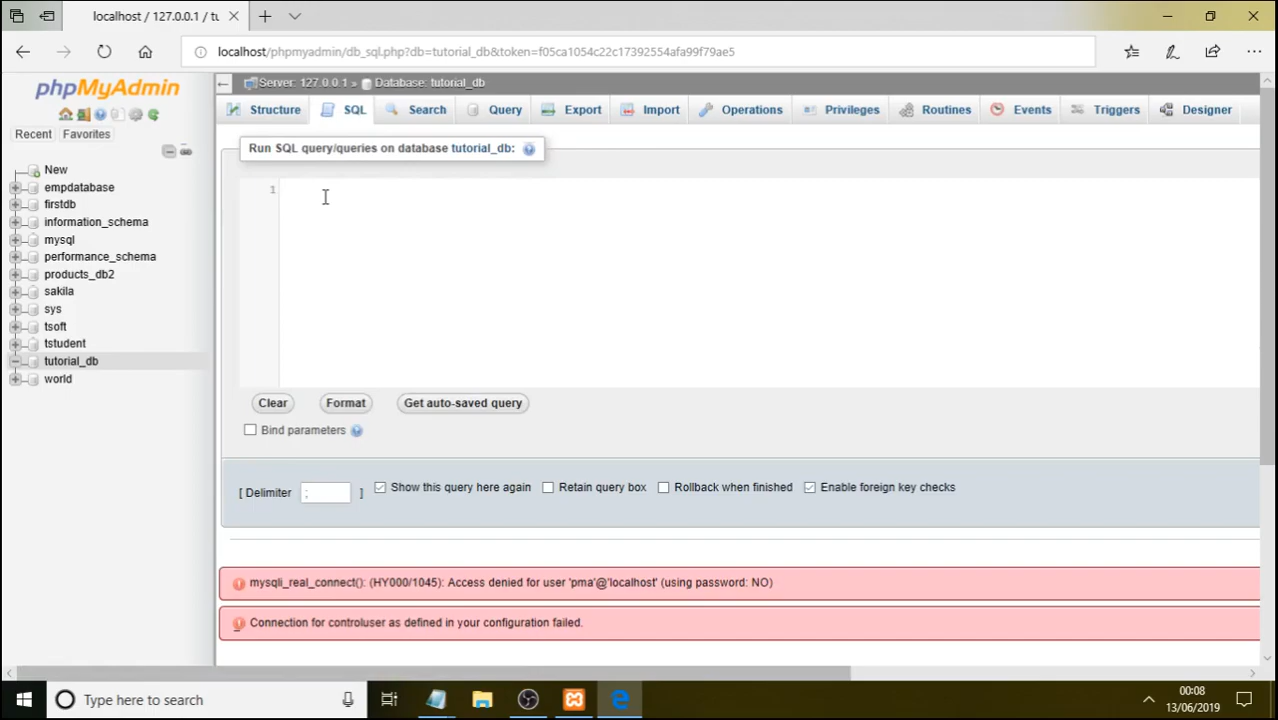 localhost / 127.0.0.1 / tu
localhost/phpmyadmin/db_sql.php?db=tutorial_db&token=f05ca1054c22c17392554afa99f79ae5
phpMyAdmin
Recent Favorites
New
empdatabase
firstdb
information_schema
mysql
performance_schema
products_db2
sakila
sys
tsoft
tstudent
tutorial_db
world
Server: 127.0.0.1 » Database: tutorial_db
Structure SQL Search Query Export Import Operations Privileges Routines Events Triggers Designer
Run SQL query/queries on database tutorial_db:
1
Clear Format Get auto-saved query
Bind parameters
[ Delimiter ; ] Show this query here again Retain query box Rollback when finished Enable foreign key checks
mysqli_real_connect(): (HY000/1045): Access denied for user 'pma'@'localhost' (using password: NO)
Connection for controluser as defined in your configuration failed.
Type here to search
00:08
13/06/2019